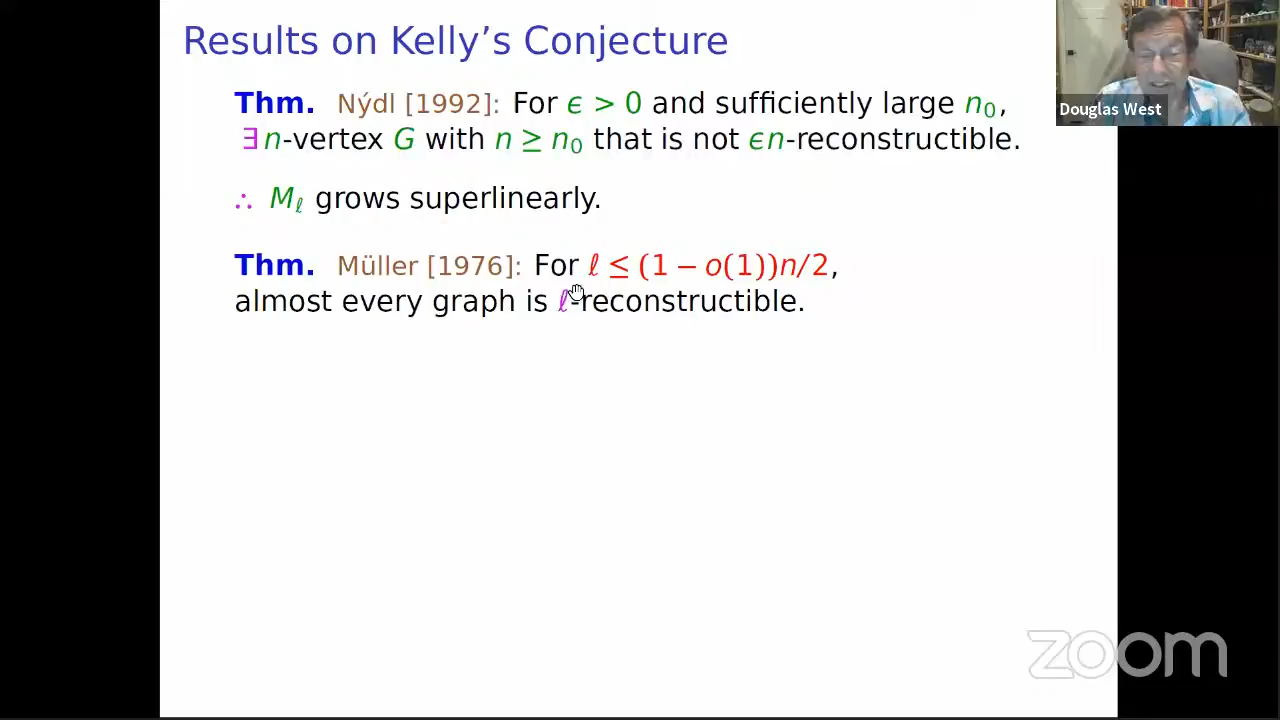 Results on Kelly's Conjecture
Thm. Nýdl [1992]: For ϵ > 0 and sufficiently large n₀,
∃ n-vertex G with n ≥ n₀ that is not ϵn-reconstructible.
∴ Mℓ grows superlinearly.
Thm. Müller [1976]: For ℓ ≤ (1 − o(1))n/2,
almost every graph is ℓ-reconstructible.
Douglas West
zoom